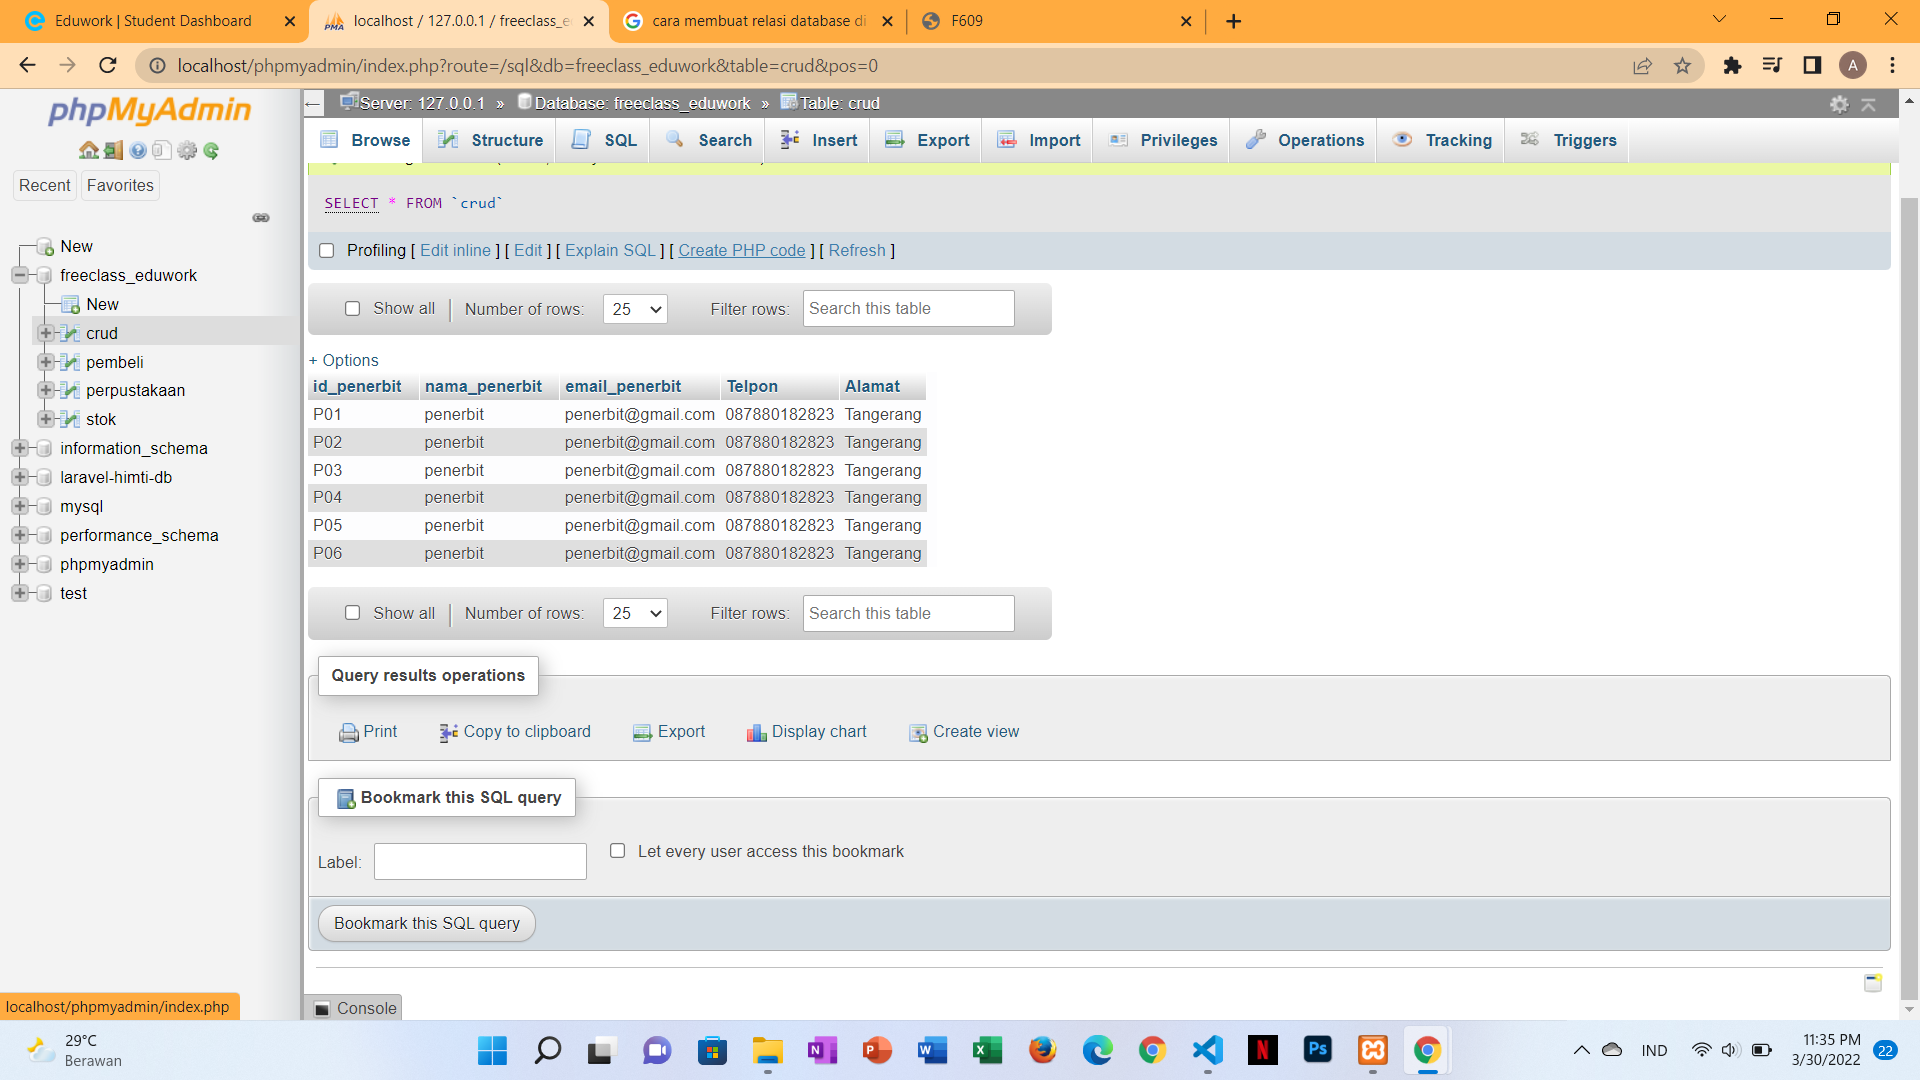 Eduwork | Student Dashboard
localhost / 127.0.0.1 / freeclass_e
cara membuat relasi database di
F609
localhost/phpmyadmin/index.php?route=/sql&db=freeclass_eduwork&table=crud&pos=0
A
phpMyAdmin
Recent Favorites
New
freeclass_eduwork
New
crud
pembeli
perpustakaan
stok
information_schema
laravel-himti-db
mysql
performance_schema
phpmyadmin
test
localhost/phpmyadmin/index.php
Server: 127.0.0.1 » Database: freeclass_eduwork » Table: crud
Browse Structure SQL Search Insert Export Import Privileges Operations Tracking Triggers
SELECT * FROM `crud`
Profiling [ Edit inline ] [ Edit ] [ Explain SQL ] [ Create PHP code ] [ Refresh ]
Show all Number of rows: 25 Filter rows: Search this table
+ Options
id_penerbit nama_penerbit email_penerbit Telpon Alamat
P01 penerbit penerbit@gmail.com 087880182823 Tangerang
P02 penerbit penerbit@gmail.com 087880182823 Tangerang
P03 penerbit penerbit@gmail.com 087880182823 Tangerang
P04 penerbit penerbit@gmail.com 087880182823 Tangerang
P05 penerbit penerbit@gmail.com 087880182823 Tangerang
P06 penerbit penerbit@gmail.com 087880182823 Tangerang
Show all Number of rows: 25 Filter rows: Search this table
Query results operations
Print Copy to clipboard Export Display chart Create view
Bookmark this SQL query
Label: Let every user access this bookmark
Bookmark this SQL query
Console
29°C
Berawan
IND
11:35 PM
3/30/2022
22